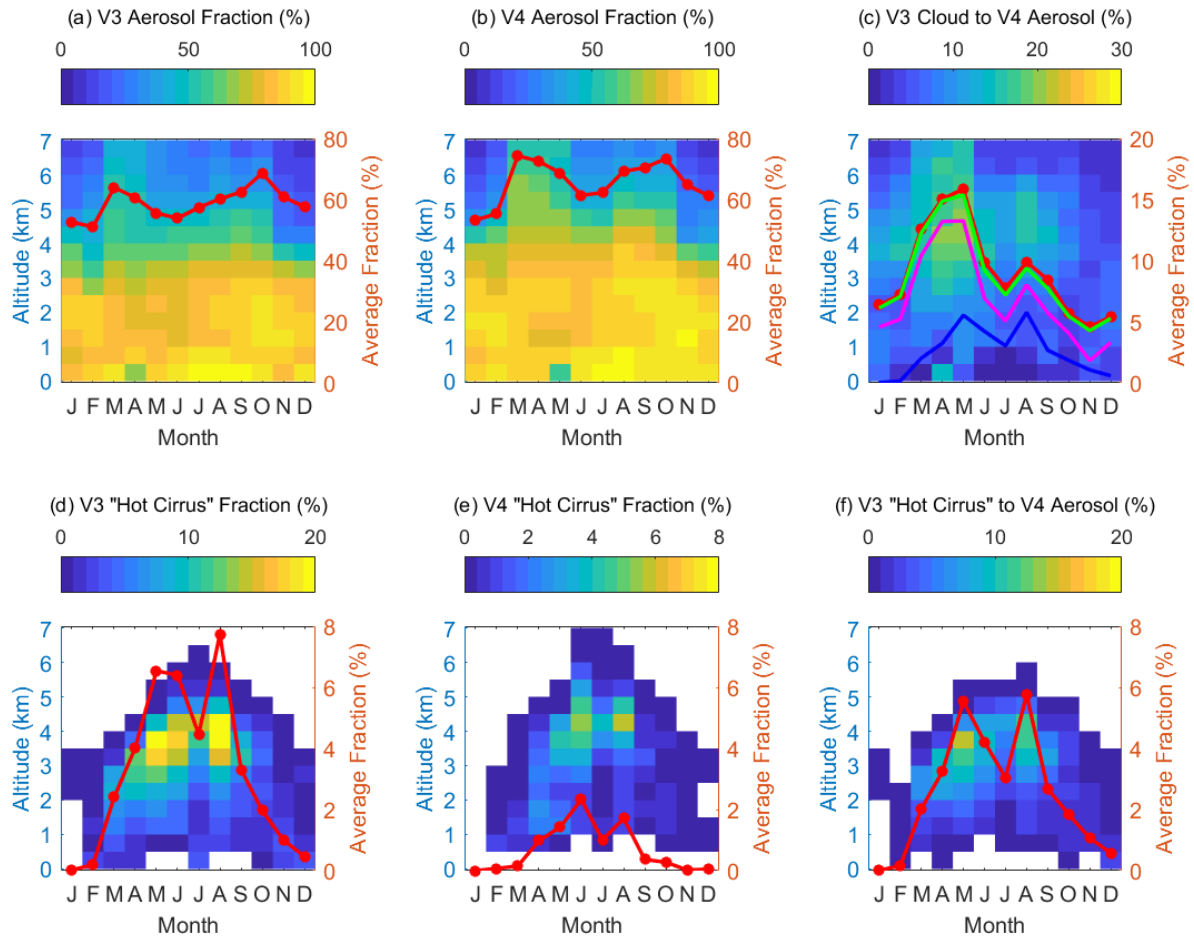 (a) V3 Aerosol Fraction (%)
(b) V4 Aerosol Fraction (%)
(c) V3 Cloud to V4 Aerosol (%)
0 50 100
0 50 100
0 10 20 30
7
6
5
4
3
2
1
0
Altitude (km)
80
60
40
20
0
Average Fraction (%)
J F M A M J J A S O N D
Month
7
6
5
4
3
2
1
0
Altitude (km)
80
60
40
20
0
Average Fraction (%)
J F M A M J J A S O N D
Month
7
6
5
4
3
2
1
0
Altitude (km)
20
15
10
5
0
Average Fraction (%)
J F M A M J J A S O N D
Month
(d) V3 "Hot Cirrus" Fraction (%)
(e) V4 "Hot Cirrus" Fraction (%)
(f) V3 "Hot Cirrus" to V4 Aerosol (%)
0 10 20
0 2 4 6 8
0 10 20
7
6
5
4
3
2
1
0
Altitude (km)
8
6
4
2
0
Average Fraction (%)
J F M A M J J A S O N D
Month
7
6
5
4
3
2
1
0
Altitude (km)
8
6
4
2
0
Average Fraction (%)
J F M A M J J A S O N D
Month
7
6
5
4
3
2
1
0
Altitude (km)
8
6
4
2
0
Average Fraction (%)
J F M A M J J A S O N D
Month